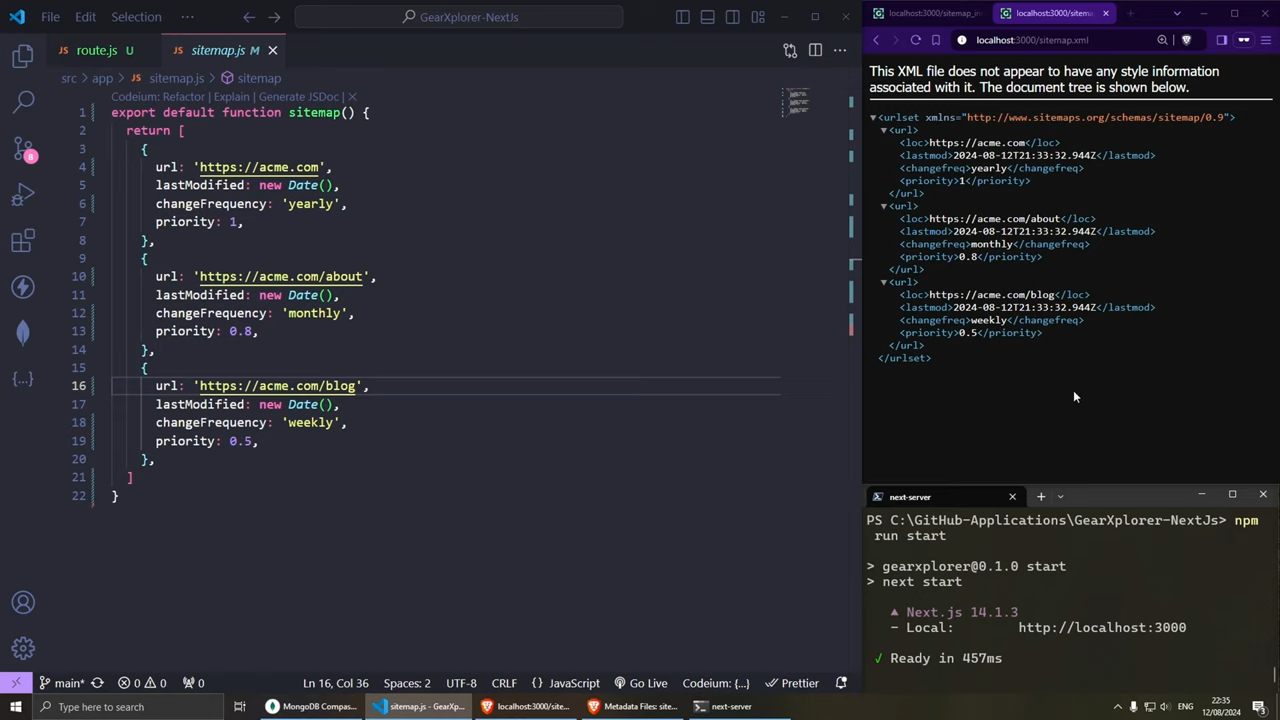 File Edit Selection ··· GearXplorer-NextJs
route.js U sitemap.js M
src > app > sitemap.js > sitemap
Codeium: Refactor | Explain | Generate JSDoc | ×
1 export default function sitemap() {
2 return [
3 {
4 url: 'https://acme.com',
5 lastModified: new Date(),
6 changeFrequency: 'yearly',
7 priority: 1,
8 },
9 {
10 url: 'https://acme.com/about',
11 lastModified: new Date(),
12 changeFrequency: 'monthly',
13 priority: 0.8,
14 },
15 {
16 url: 'https://acme.com/blog',
17 lastModified: new Date(),
18 changeFrequency: 'weekly',
19 priority: 0.5,
20 },
21 ]
22 }
main* 0 0 0 Ln 16, Col 36 Spaces: 2 UTF-8 CRLF {} JavaScript Go Live Codeium: {...} Prettier
localhost:3000/sitemap_in localhost:3000/sitema
localhost:3000/sitemap.xml
This XML file does not appear to have any style information
associated with it. The document tree is shown below.
<urlset xmlns="http://www.sitemaps.org/schemas/sitemap/0.9">
<url>
<loc>https://acme.com</loc>
<lastmod>2024-08-12T21:33:32.944Z</lastmod>
<changefreq>yearly</changefreq>
<priority>1</priority>
</url>
<url>
<loc>https://acme.com/about</loc>
<lastmod>2024-08-12T21:33:32.944Z</lastmod>
<changefreq>monthly</changefreq>
<priority>0.8</priority>
</url>
<url>
<loc>https://acme.com/blog</loc>
<lastmod>2024-08-12T21:33:32.944Z</lastmod>
<changefreq>weekly</changefreq>
<priority>0.5</priority>
</url>
</urlset>
next-server
PS C:\GitHub-Applications\GearXplorer-NextJs> npm
run start
> gearxplorer@0.1.0 start
> next start
▲ Next.js 14.1.3
- Local: http://localhost:3000
✓ Ready in 457ms
Type here to search MongoDB Compas... sitemap.js - GearXp... localhost:3000/site... Metadata Files: site... next-server 22:35
12/08/2024